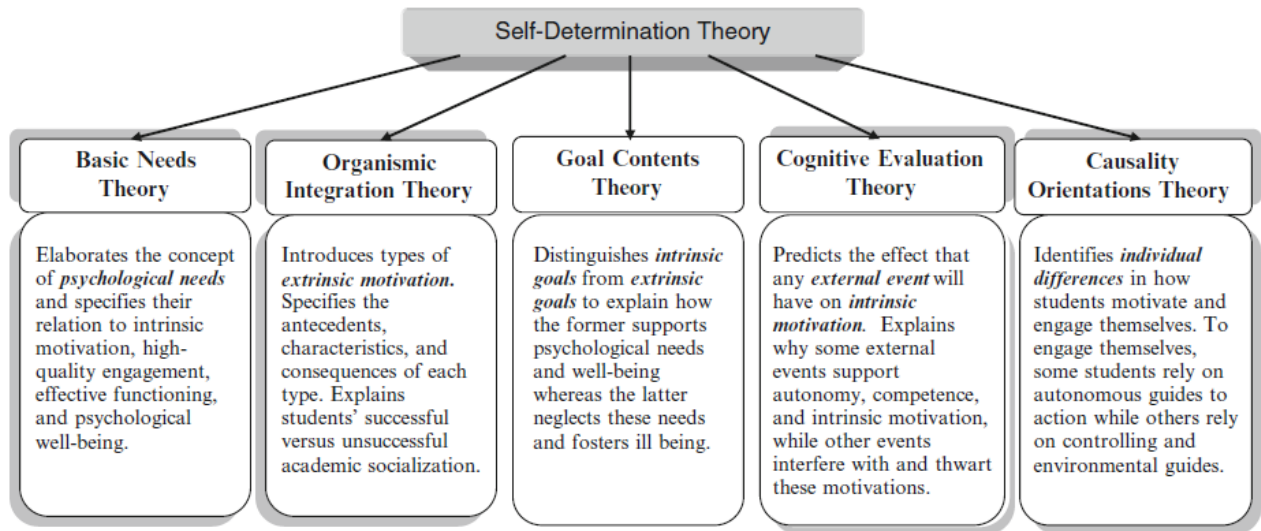 Self-Determination Theory
Basic Needs
Theory
Elaborates the concept
of psychological needs
and specifies their
relation to intrinsic
motivation, high-
quality engagement,
effective functioning,
and psychological
well-being.
Organismic
Integration Theory
Introduces types of
extrinsic motivation.
Specifies the
antecedents,
characteristics, and
consequences of each
type. Explains
students' successful
versus unsuccessful
academic socialization.
Goal Contents
Theory
Distinguishes intrinsic
goals from extrinsic
goals to explain how
the former supports
psychological needs
and well-being
whereas the latter
neglects these needs
and fosters ill being.
Cognitive Evaluation
Theory
Predicts the effect that
any external event will
have on intrinsic
motivation. Explains
why some external
events support
autonomy, competence,
and intrinsic motivation,
while other events
interfere with and thwart
these motivations.
Causality
Orientations Theory
Identifies individual
differences in how
students motivate and
engage themselves. To
engage themselves,
some students rely on
autonomous guides to
action while others rely
on controlling and
environmental guides.